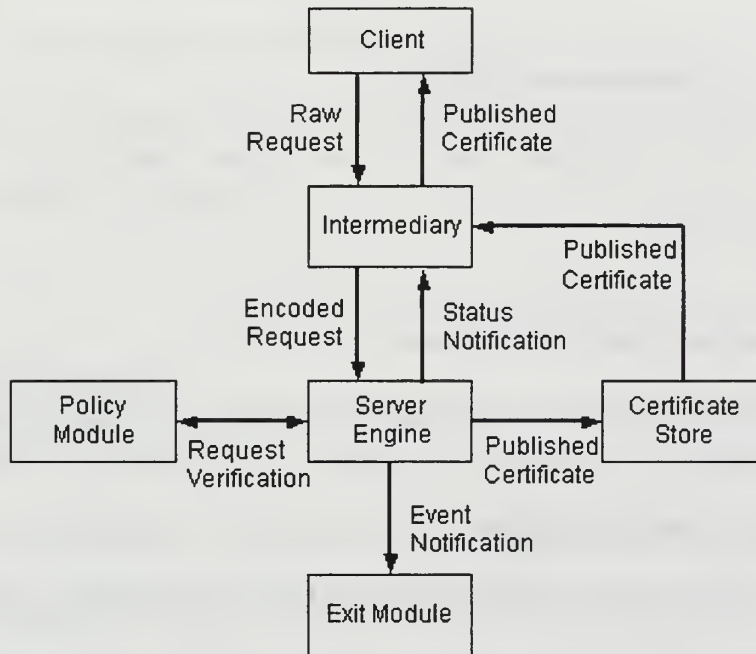 Client
Raw
Request
Published
Certificate
Intermediary
Published
Certificate
Encoded
Request
Status
Notification
Policy
Module
Server
Engine
Certificate
Store
Request
Verification
Published
Certificate
Event
Notification
Exit Module